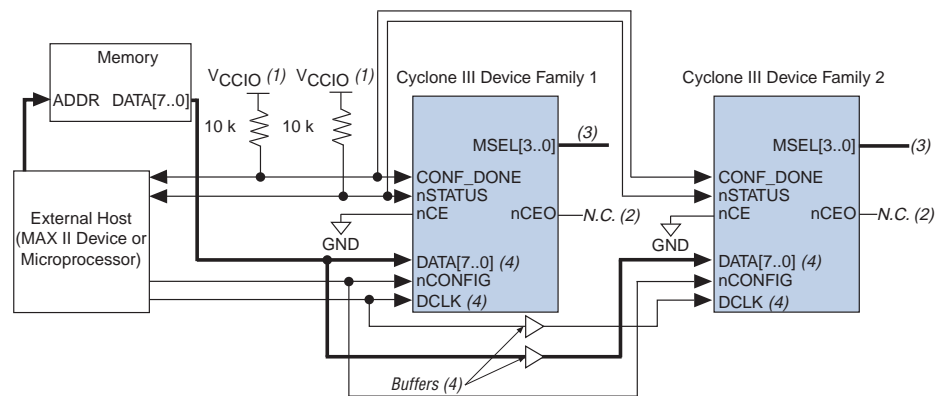 Memory
ADDR DATA[7..0]
VCCIO (1)
VCCIO (1)
10 k
10 k
Cyclone III Device Family 1
Cyclone III Device Family 2
External Host
(MAX II Device or
Microprocessor)
MSEL[3..0]
(3)
CONF_DONE
nSTATUS
nCE
nCEO
N.C. (2)
GND
DATA[7..0] (4)
nCONFIG
DCLK (4)
MSEL[3..0]
(3)
CONF_DONE
nSTATUS
nCE
nCEO
N.C. (2)
GND
DATA[7..0] (4)
nCONFIG
DCLK (4)
Buffers (4)